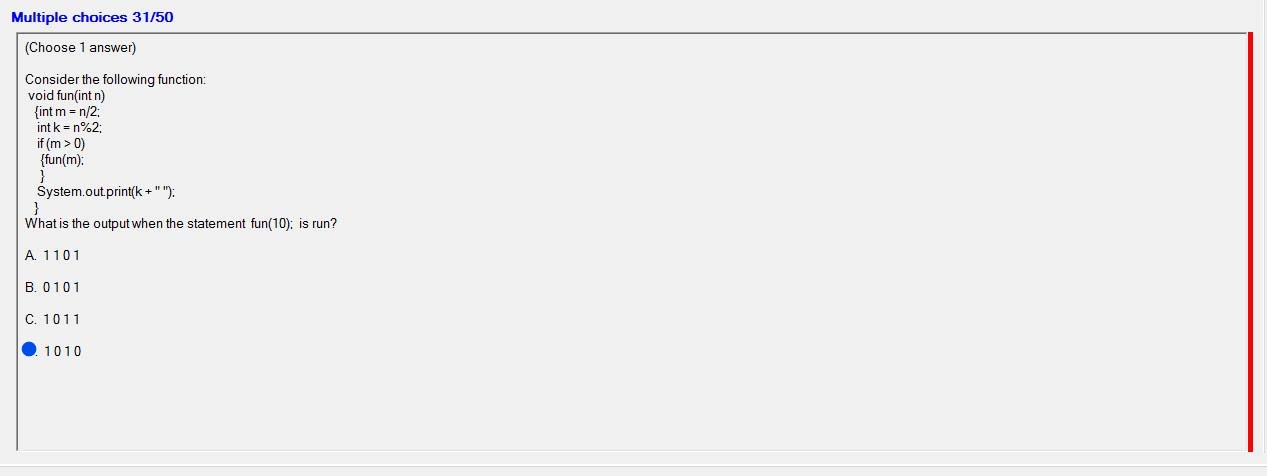 Multiple choices 31/50
(Choose 1 answer)
Consider the following function:
void fun(int n)
{int m = n/2;
int k = n%2;
if (m > 0)
{fun(m);
}
System.out.print(k + " ");
}
What is the output when the statement fun(10); is run?
A. 1 1 0 1
B. 0 1 0 1
C. 1 0 1 1
. 1 0 1 0